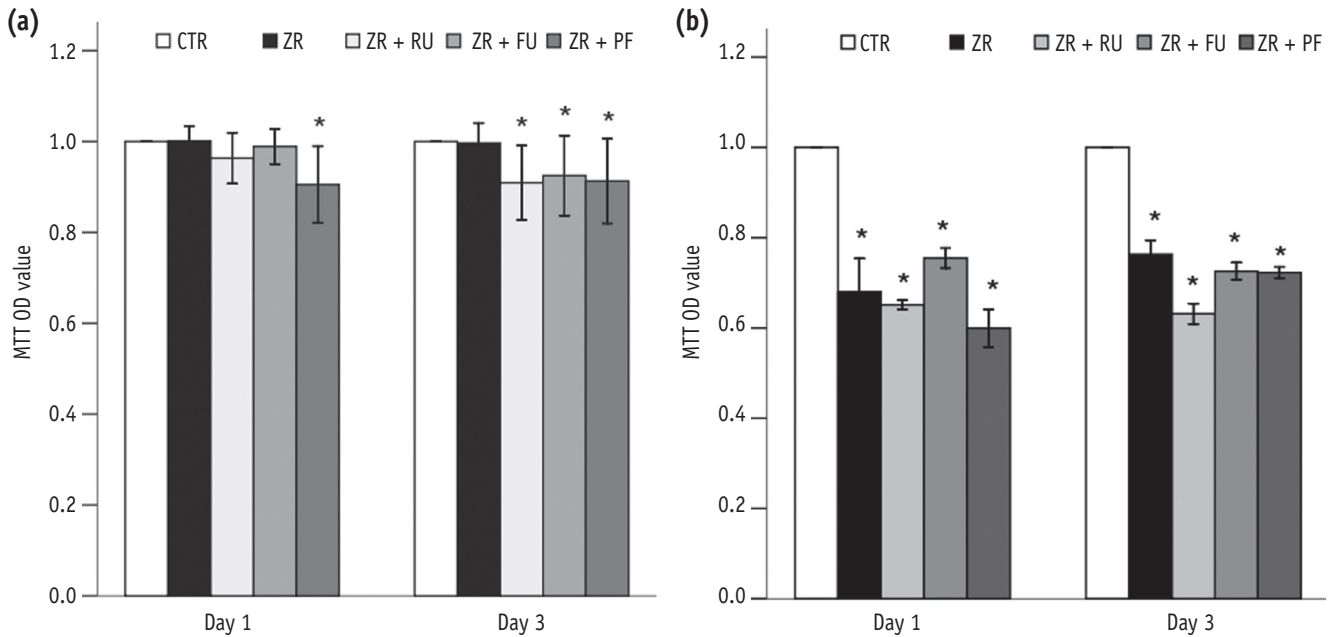 (a)
CTR ZR ZR + RU ZR + FU ZR + PF
1.2
1.0
0.8
0.6
0.4
0.2
0.0
MTT OD value
* * * *
Day 1 Day 3
(b)
CTR ZR ZR + RU ZR + FU ZR + PF
1.2
1.0
0.8
0.6
0.4
0.2
0.0
MTT OD value
* * * * * * * *
Day 1 Day 3